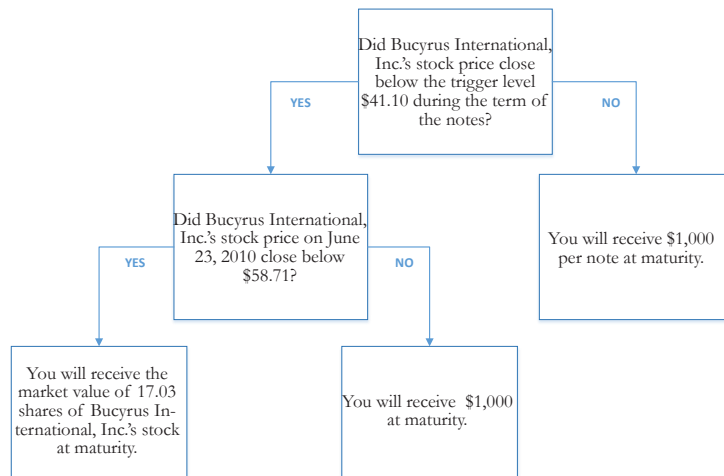 Did Bucyrus International,
Inc.'s stock price close
below the trigger level
$41.10 during the term of
the notes?
YES
NO
Did Bucyrus International,
Inc.'s stock price on June
23, 2010 close below
$58.71?
You will receive $1,000
per note at maturity.
YES
NO
You will receive the
market value of 17.03
shares of Bucyrus In-
ternational, Inc.'s stock
at maturity.
You will receive $1,000
at maturity.